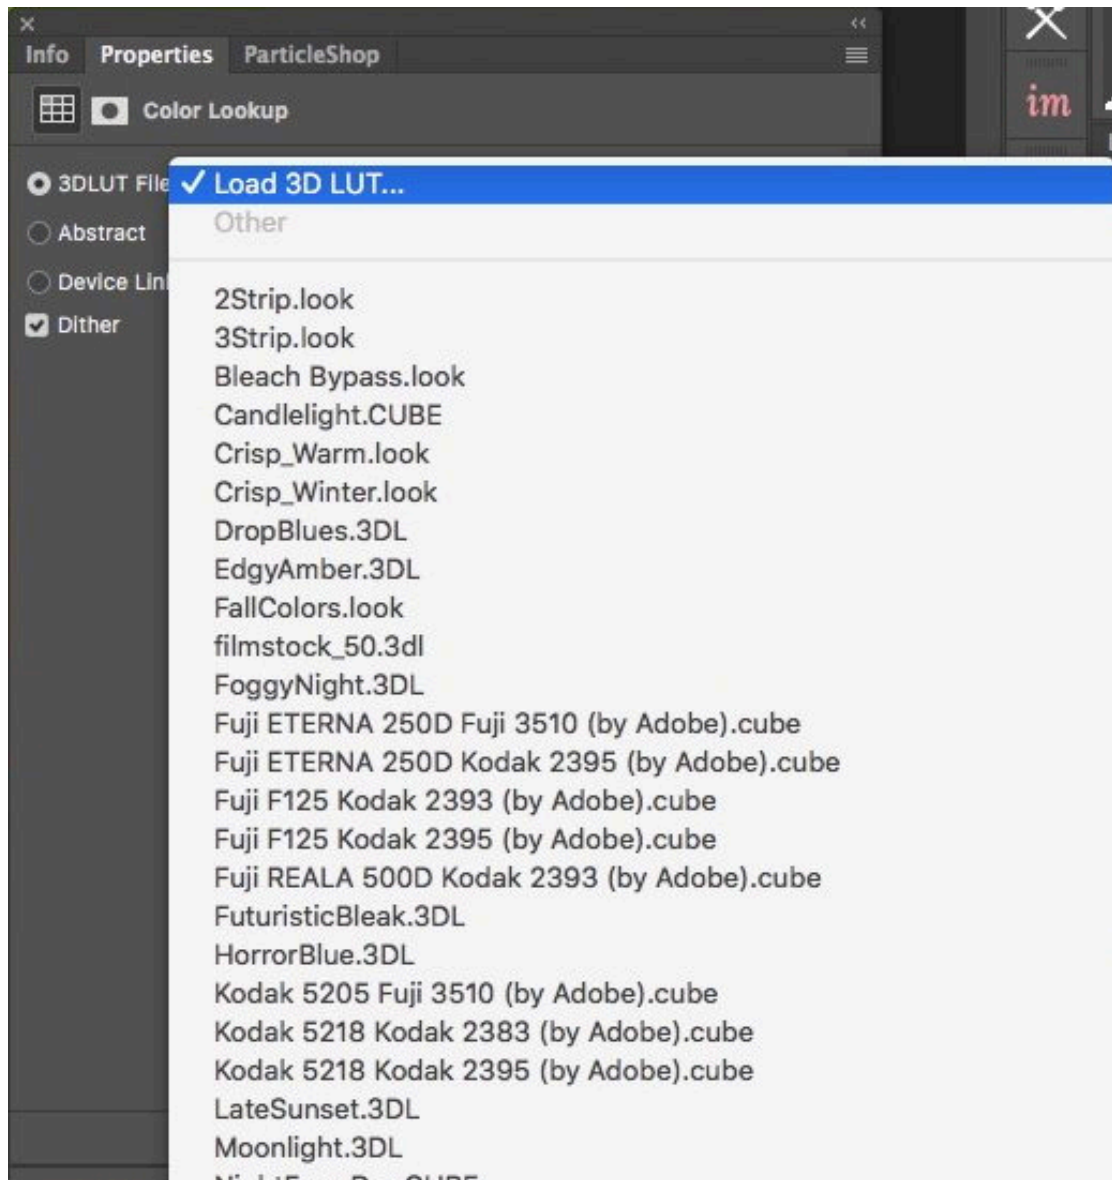 Info Properties ParticleShop
Color Lookup
3DLUT File
Load 3D LUT...
Other
Abstract
Device Lin
Dither
2Strip.look
3Strip.look
Bleach Bypass.look
Candlelight.CUBE
Crisp_Warm.look
Crisp_Winter.look
DropBlues.3DL
EdgyAmber.3DL
FallColors.look
filmstock_50.3dl
FoggyNight.3DL
Fuji ETERNA 250D Fuji 3510 (by Adobe).cube
Fuji ETERNA 250D Kodak 2395 (by Adobe).cube
Fuji F125 Kodak 2393 (by Adobe).cube
Fuji F125 Kodak 2395 (by Adobe).cube
Fuji REALA 500D Kodak 2393 (by Adobe).cube
FuturisticBleak.3DL
HorrorBlue.3DL
Kodak 5205 Fuji 3510 (by Adobe).cube
Kodak 5218 Kodak 2383 (by Adobe).cube
Kodak 5218 Kodak 2395 (by Adobe).cube
LateSunset.3DL
Moonlight.3DL
im